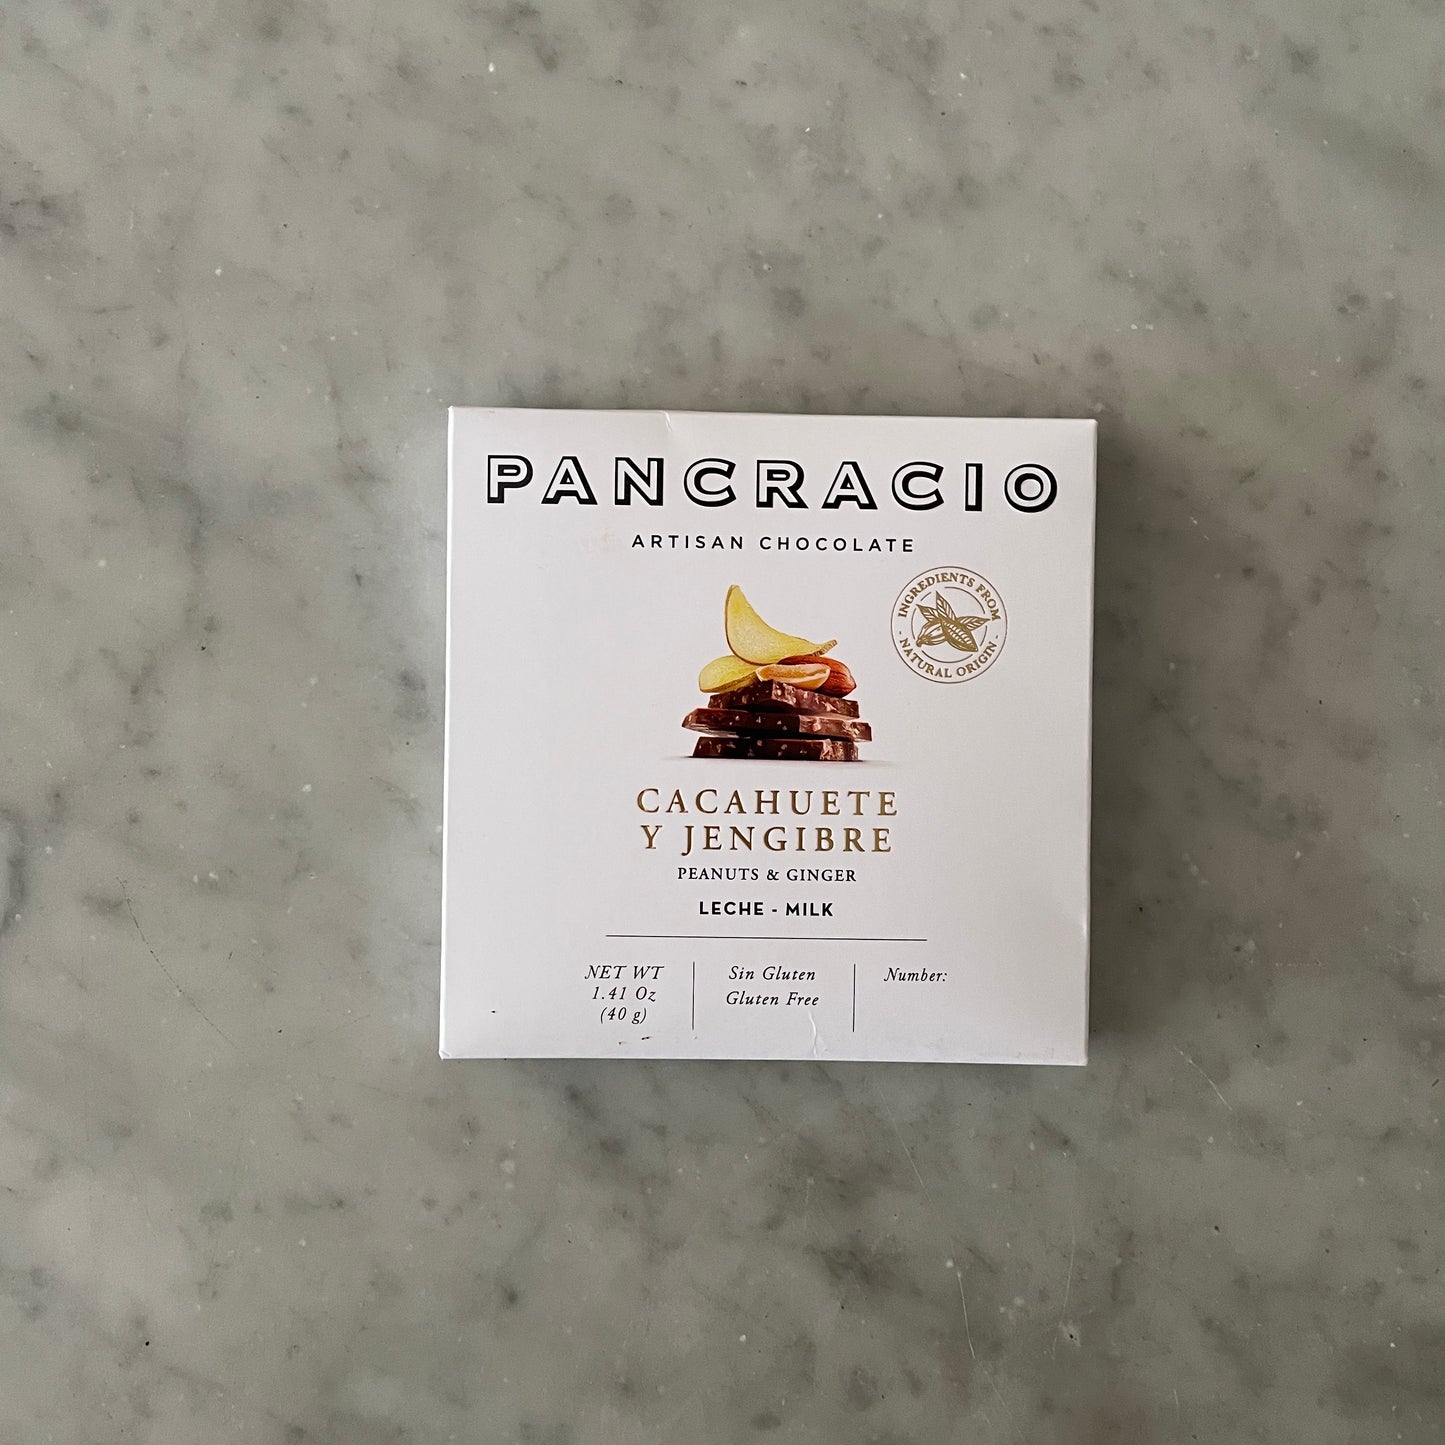 PANCRACIO
ARTISAN CHOCOLATE
INGREDIENTS FROM
- NATURAL ORIGIN -
CACAHUETE
Y JENGIBRE
PEANUTS & GINGER
LECHE - MILK
NET WT
1.41 Oz
(40 g)
Sin Gluten
Gluten Free
Number: